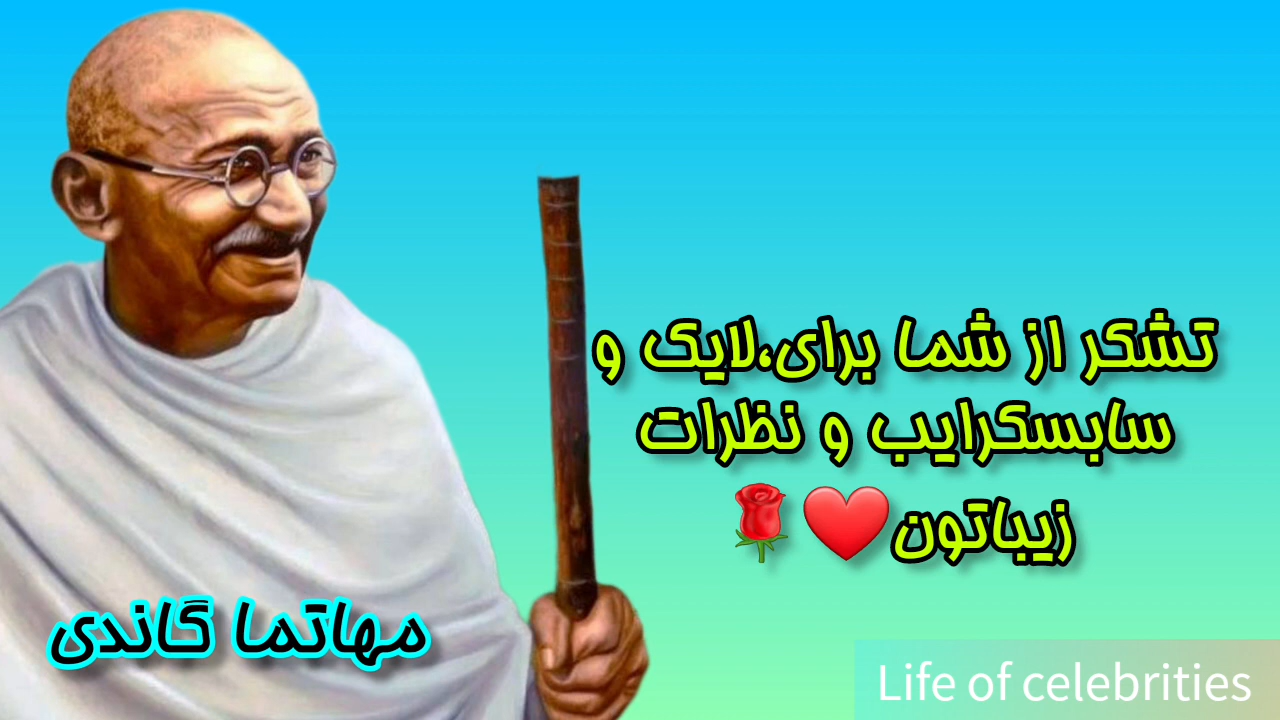 تشکر از شما برای،لایک و
سابسکرایب و نظرات
زیباتون❤️🌹
مهاتما گاندی
Life of celebrities